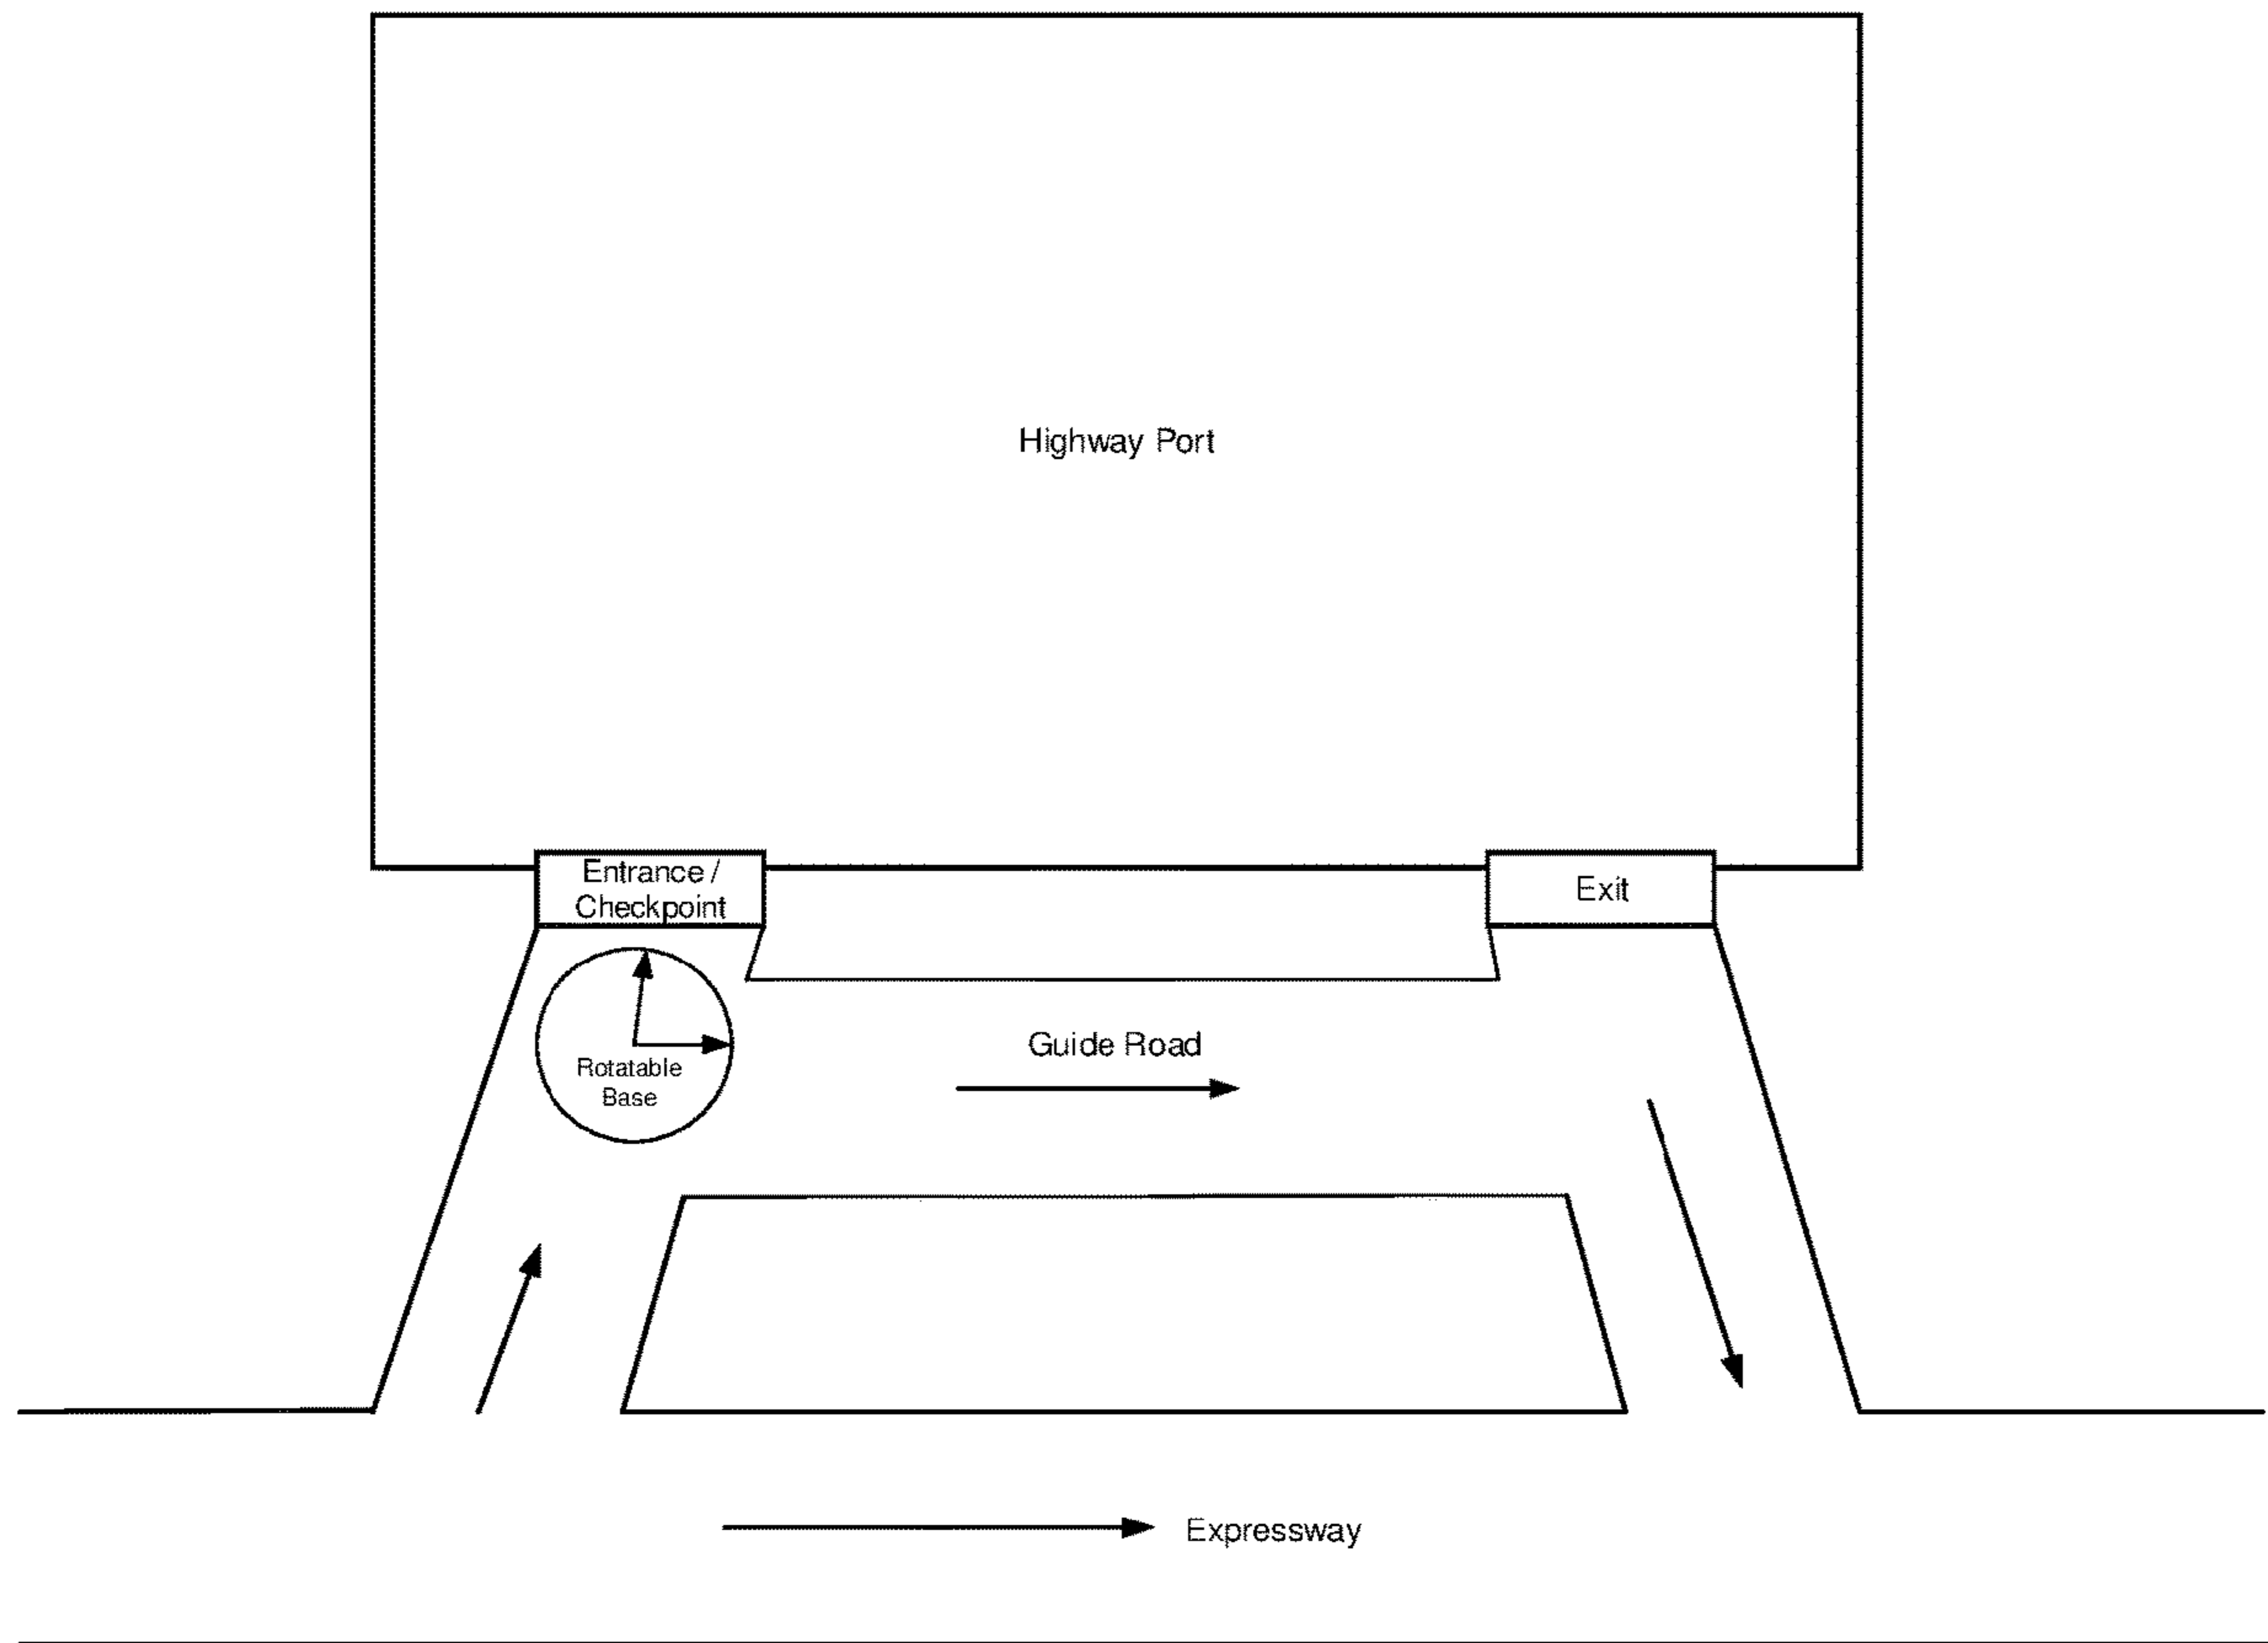 Highway Port
Entrance /
Checkpoint
Exit
Guide Road
Rotatable
Base
Expressway